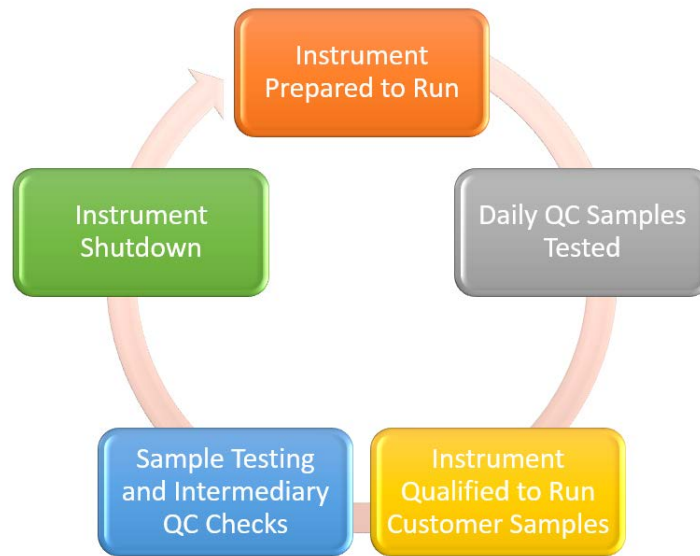 Instrument
Prepared to Run
Daily QC Samples
Tested
Instrument
Qualified to Run
Customer Samples
Sample Testing
and Intermediary
QC Checks
Instrument
Shutdown